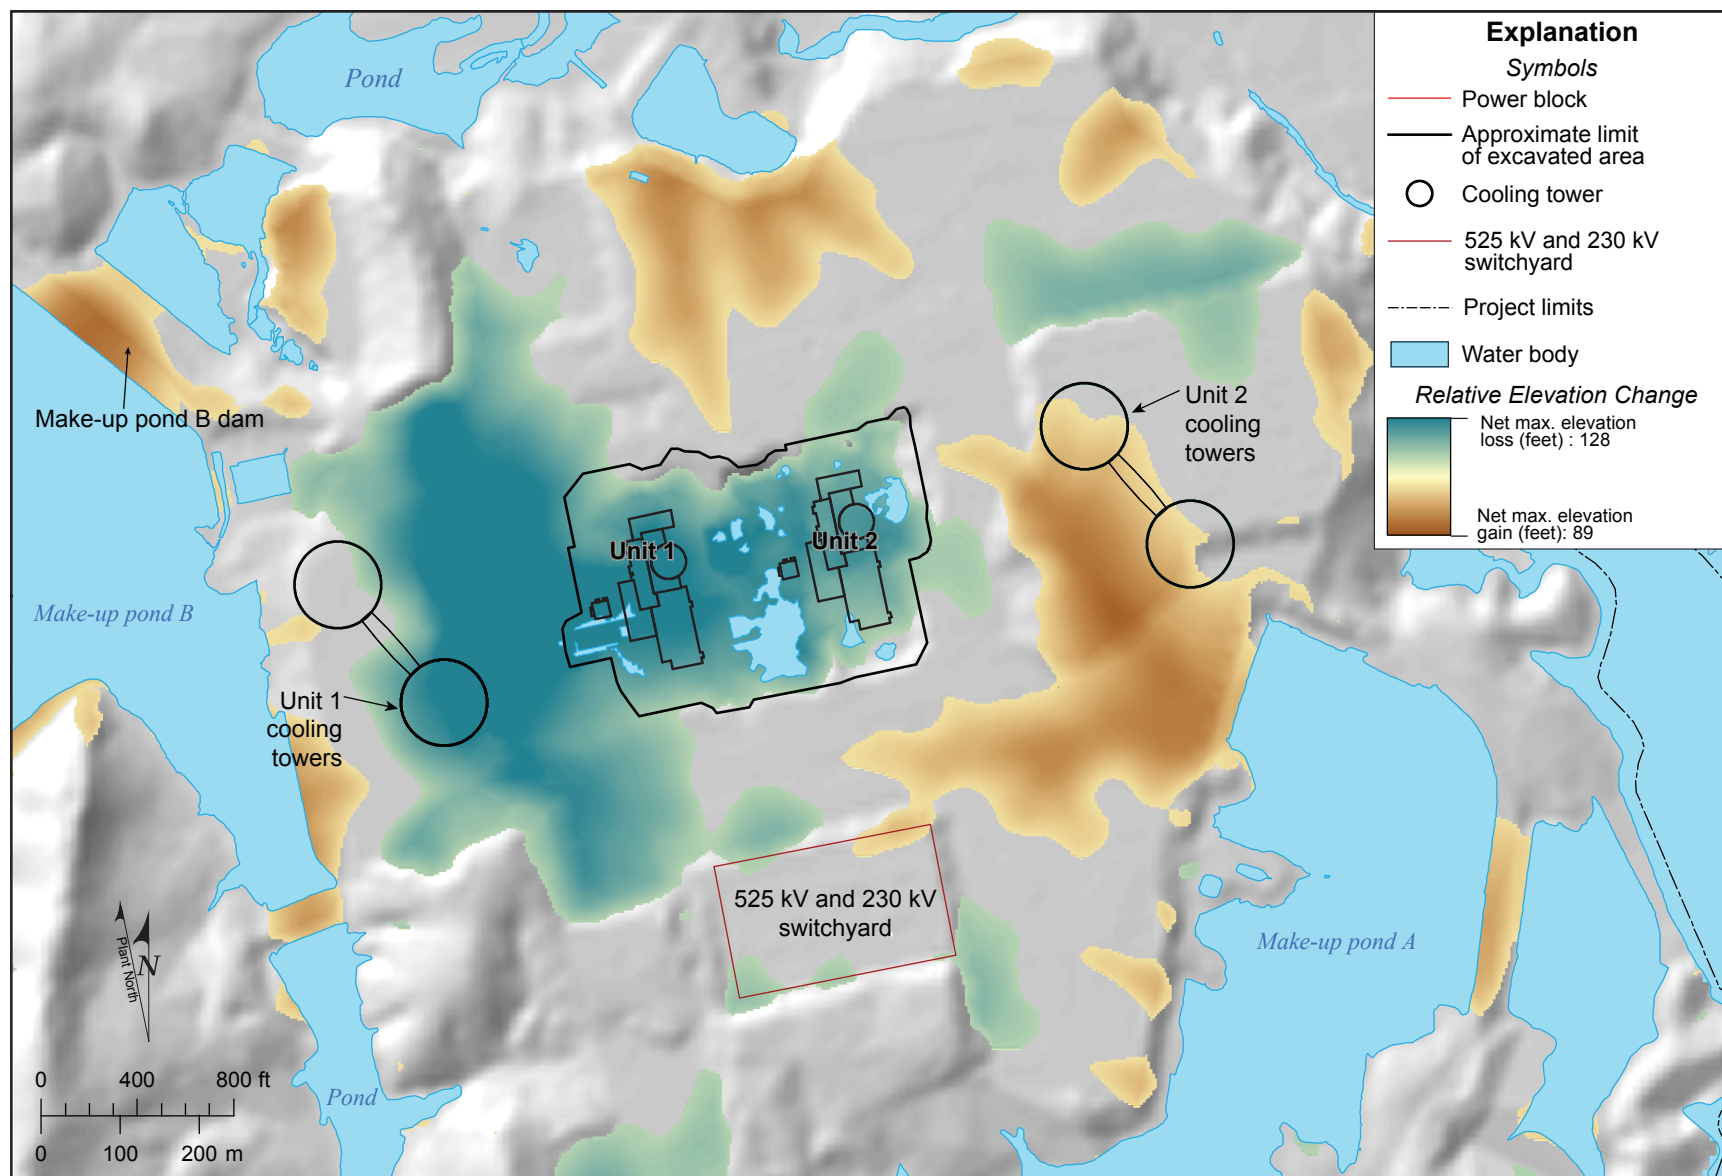 Explanation
Symbols
Power block
Approximate limit
of excavated area
Cooling tower
525 kV and 230 kV
switchyard
Project limits
Water body
Relative Elevation Change
Net max. elevation
loss (feet) : 128
Net max. elevation
gain (feet): 89
Pond
Make-up pond B dam
Unit 2
cooling
towers
Unit 1
Unit 2
Make-up pond B
Unit 1
cooling
towers
525 kV and 230 kV
switchyard
Make-up pond A
Plant North
N
Pond
0 400 800 ft
0 100 200 m